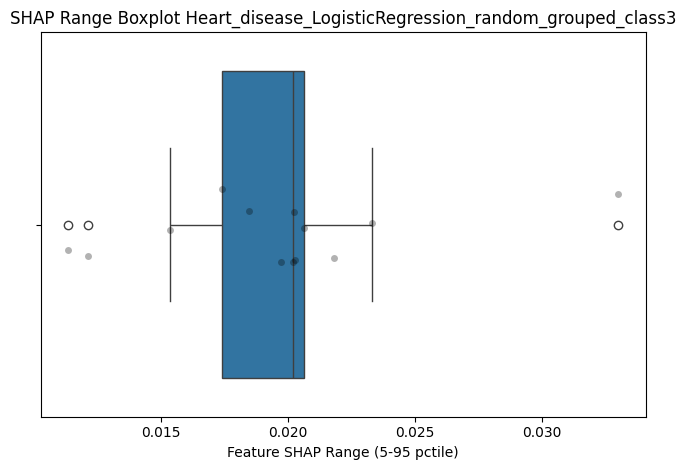 SHAP Range Boxplot Heart_disease_LogisticRegression_random_grouped_class3
0.015 0.020 0.025 0.030
Feature SHAP Range (5-95 pctile)